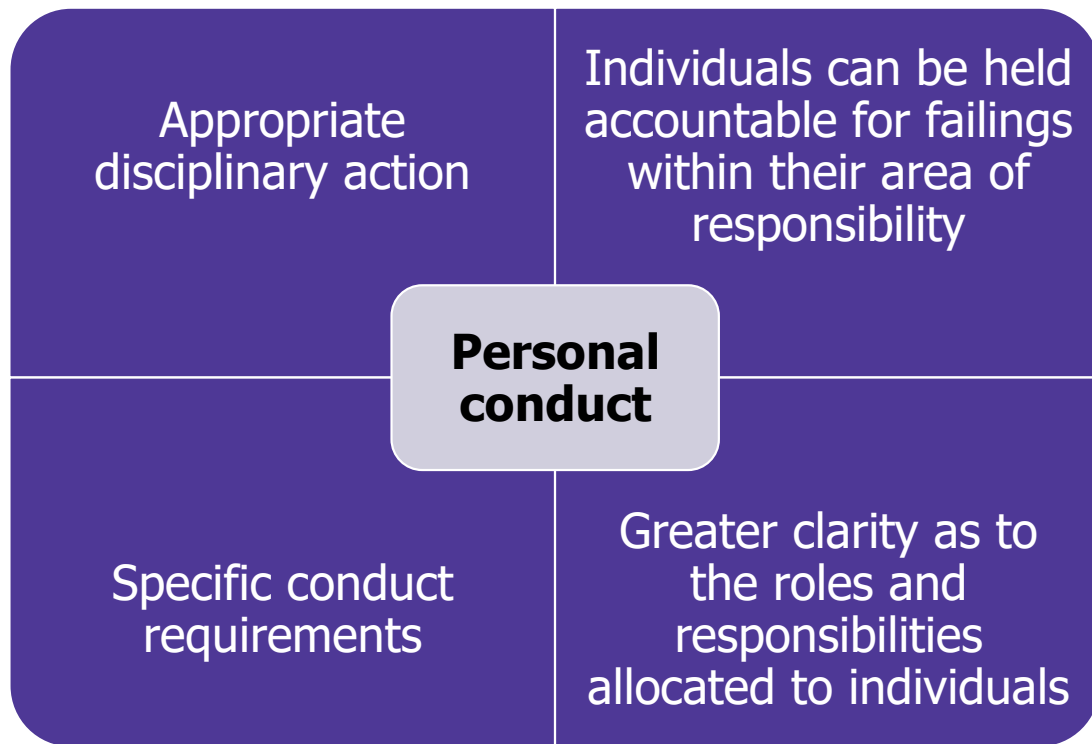 Appropriate
disciplinary action
Individuals can be held
accountable for failings
within their area of
responsibility
Personal
conduct
Specific conduct
requirements
Greater clarity as to
the roles and
responsibilities
allocated to individuals